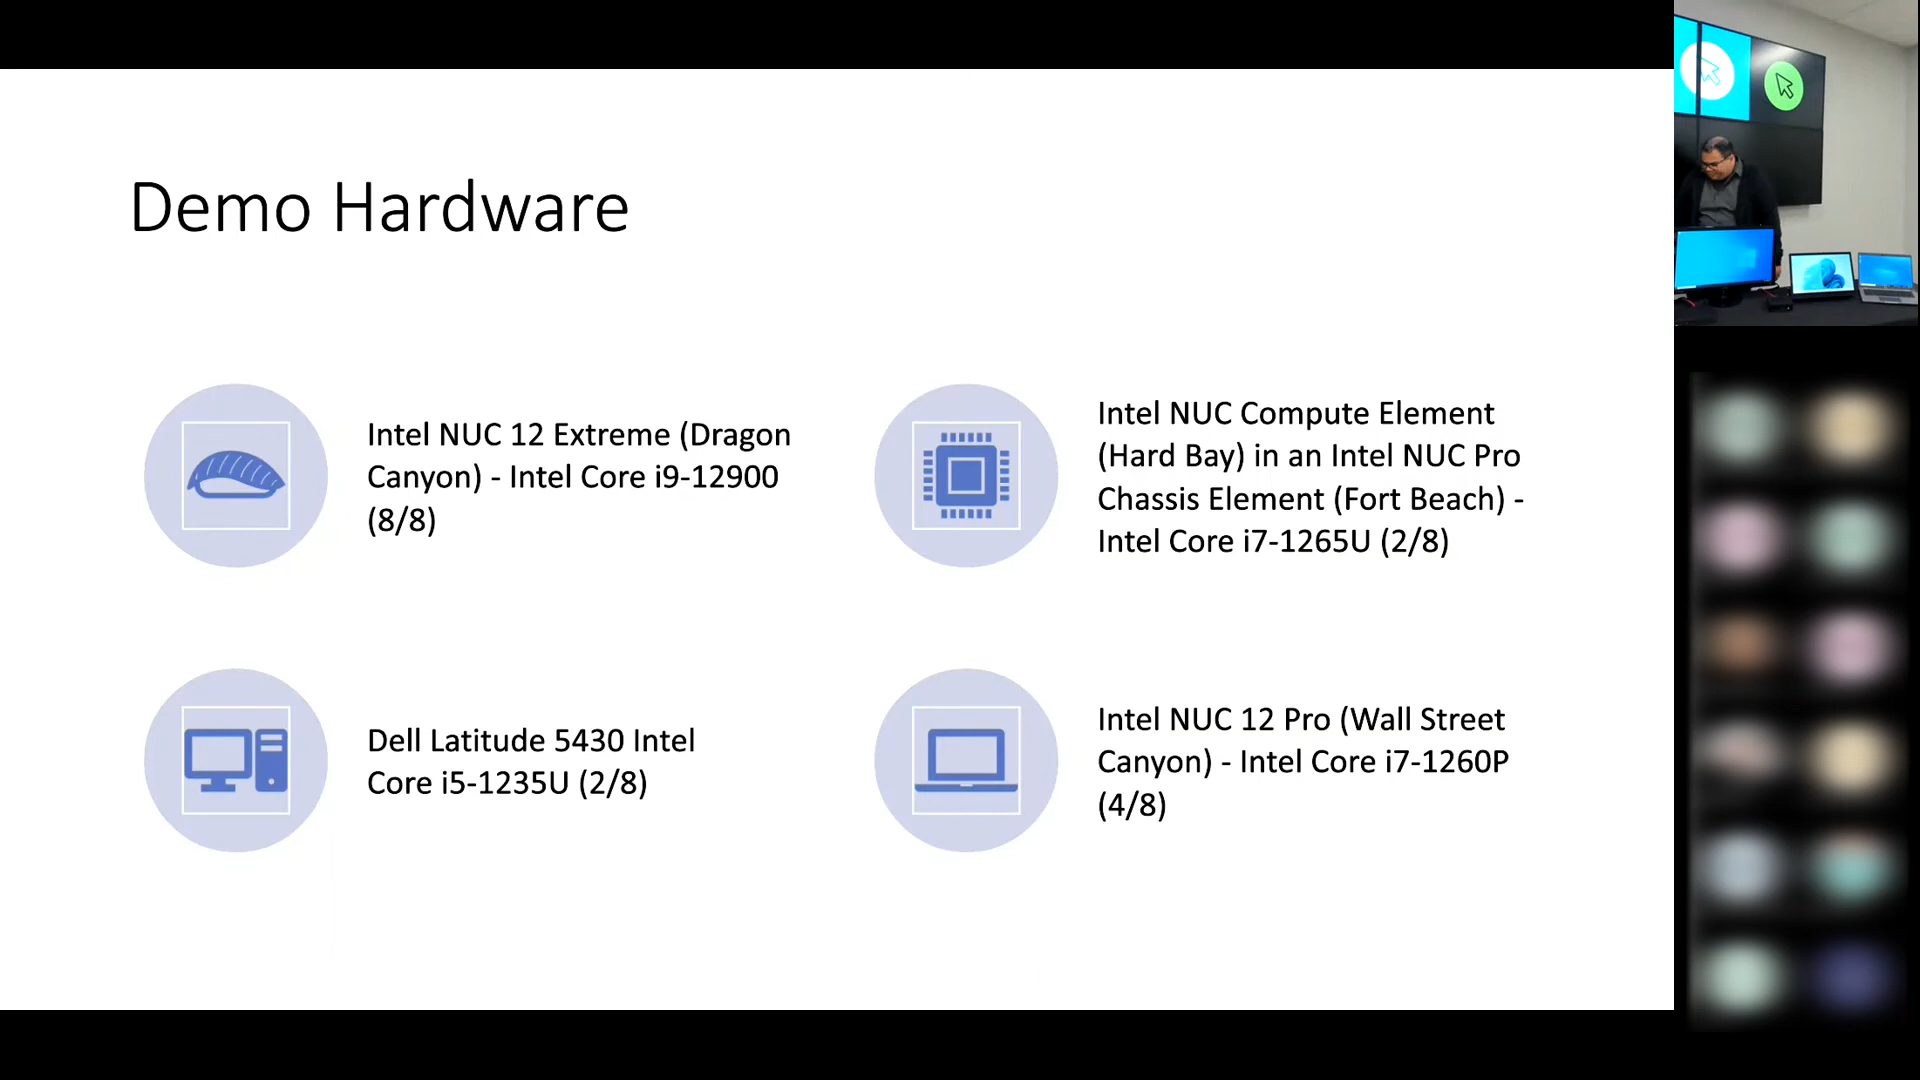 Demo Hardware
Intel NUC 12 Extreme (Dragon
Canyon) - Intel Core i9-12900
(8/8)
Intel NUC Compute Element
(Hard Bay) in an Intel NUC Pro
Chassis Element (Fort Beach) -
Intel Core i7-1265U (2/8)
Dell Latitude 5430 Intel
Core i5-1235U (2/8)
Intel NUC 12 Pro (Wall Street
Canyon) - Intel Core i7-1260P
(4/8)